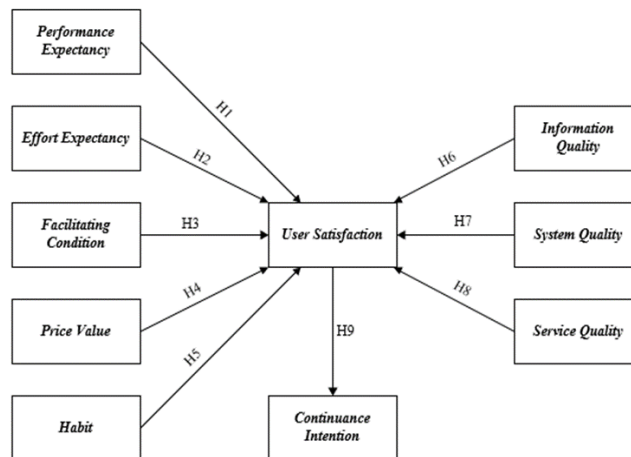 Performance
Expectancy
H1
Effort Expectancy
H2
Information
Quality
H6
Facilitating
Condition
H3
User Satisfaction
H7
System Quality
Price Value
H4
H8
Service Quality
H5
H9
Habit
Continuance
Intention